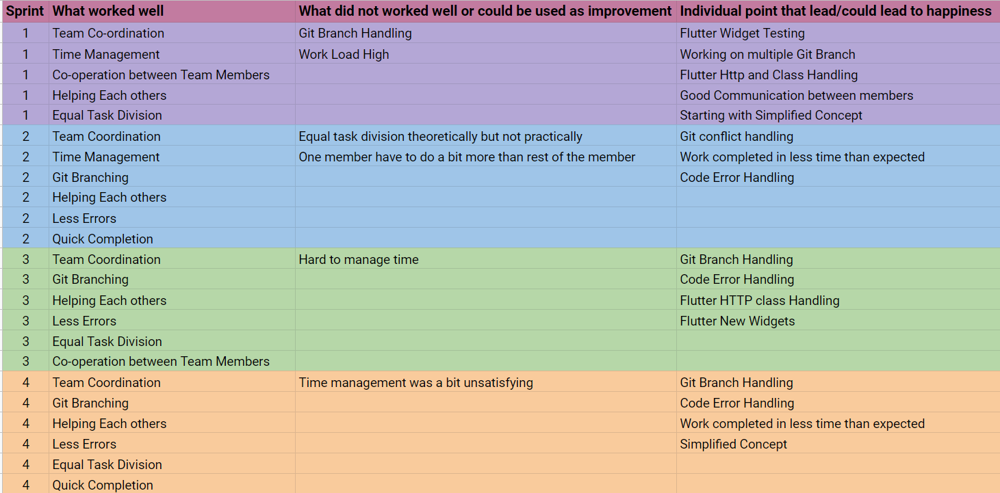 Sprint What worked well What did not worked well or could be used as improvement Individual point that lead/could lead to happiness
1 Team Co-ordination Git Branch Handling Flutter Widget Testing
1 Time Management Work Load High Working on multiple Git Branch
1 Co-operation between Team Members Flutter Http and Class Handling
1 Helping Each others Good Communication between members
1 Equal Task Division Starting with Simplified Concept
2 Team Coordination Equal task division theoretically but not practically Git conflict handling
2 Time Management One member have to do a bit more than rest of the member Work completed in less time than expected
2 Git Branching Code Error Handling
2 Helping Each others
2 Less Errors
2 Quick Completion
3 Team Coordination Hard to manage time Git Branch Handling
3 Git Branching Code Error Handling
3 Helping Each others Flutter HTTP class Handling
3 Less Errors Flutter New Widgets
3 Equal Task Division
3 Co-operation between Team Members
4 Team Coordination Time management was a bit unsatisfying Git Branch Handling
4 Git Branching Code Error Handling
4 Helping Each others Work completed in less time than expected
4 Less Errors Simplified Concept
4 Equal Task Division
4 Quick Completion